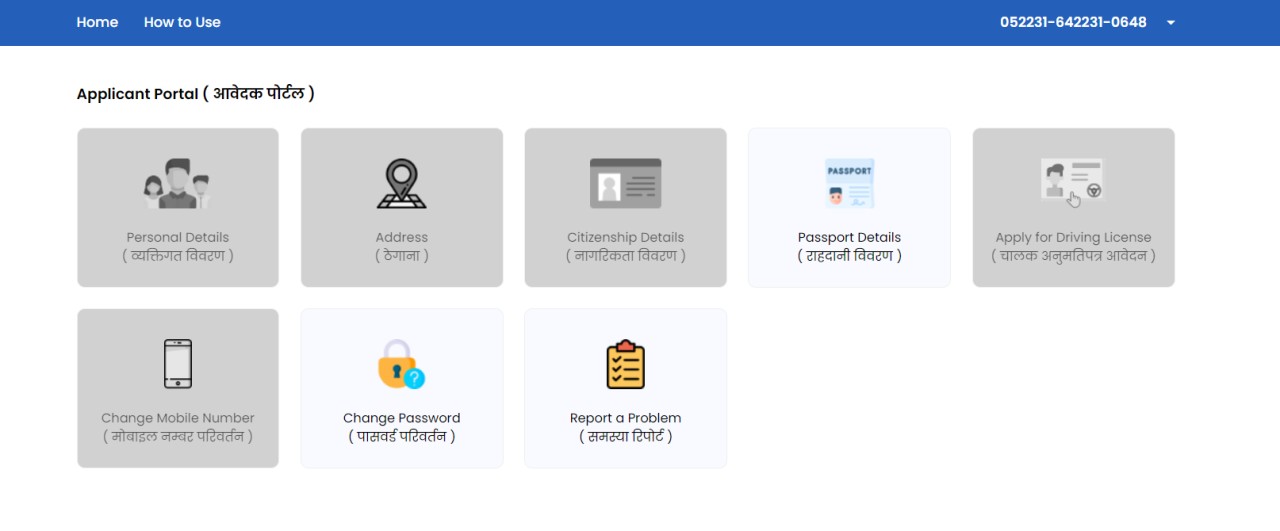 Home
How to Use
052231-642231-0648
Applicant Portal ( आवेदक पोर्टल )
Personal Details
( व्यक्तिगत विवरण )
Address
( ठेगाना )
Citizenship Details
( नागरिकता विवरण )
PASSPORT
Passport Details
( राहदानी विवरण )
Apply for Driving License
( चालक अनुमतिपत्र आवेदन )
Change Mobile Number
( मोबाइल नम्बर परिवर्तन )
?
Change Password
( पासवर्ड परिवर्तन )
Report a Problem
( समस्या रिपोर्ट )